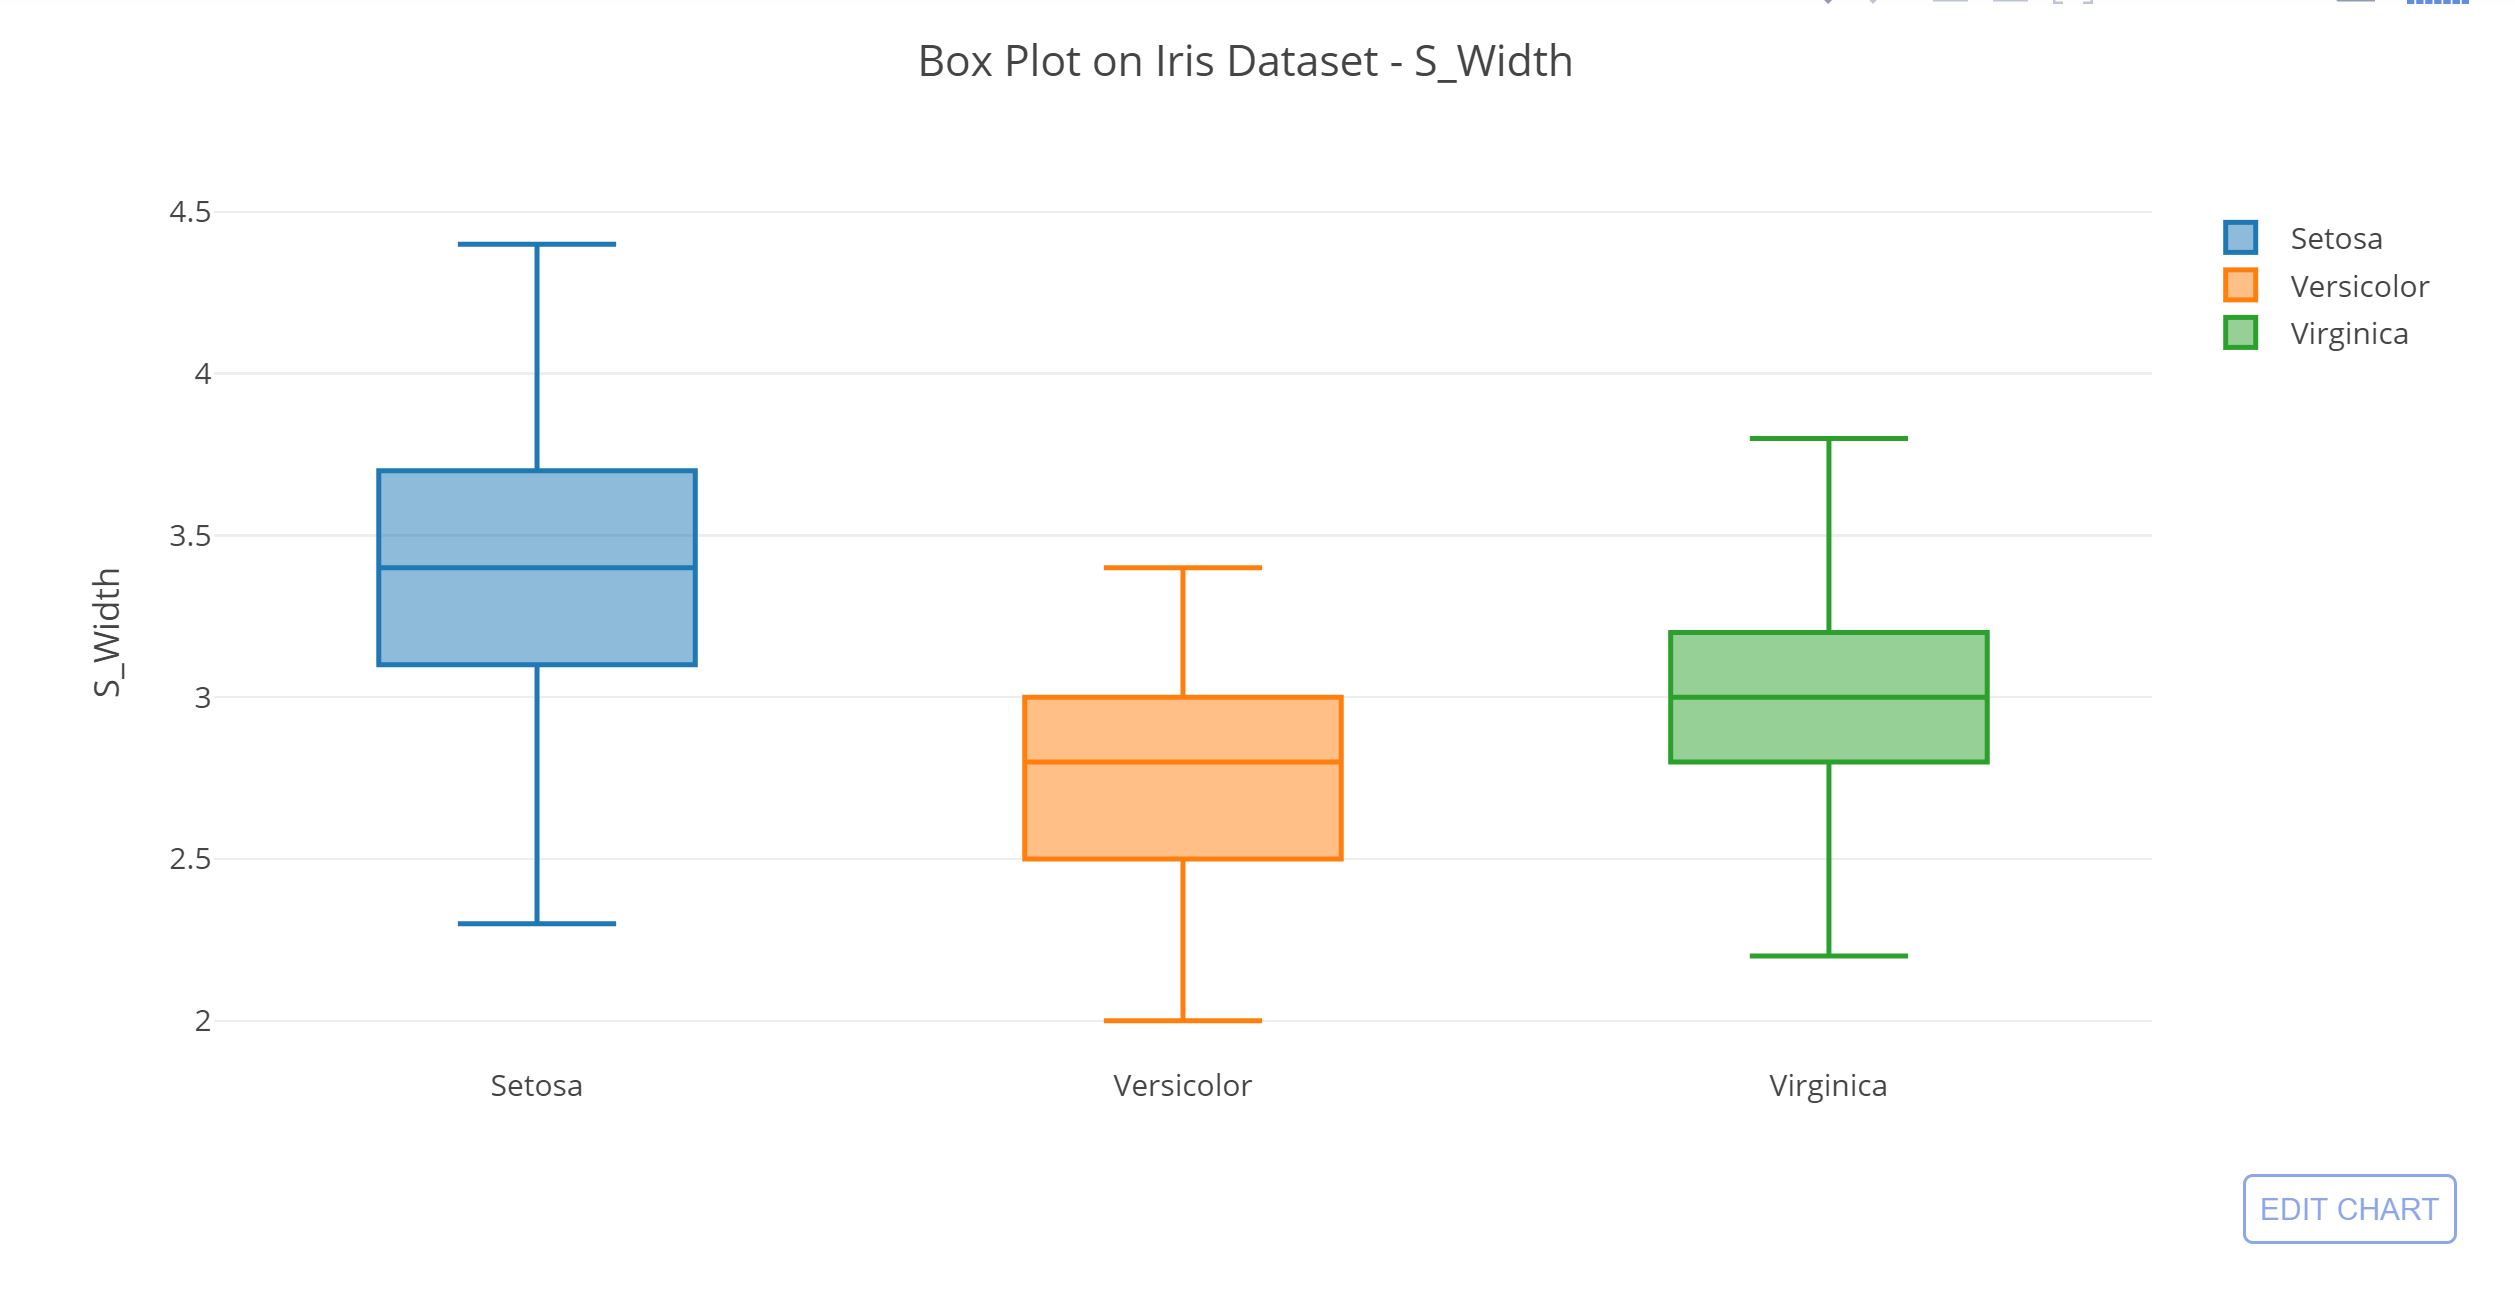 Box Plot on Iris Dataset - S_Width
4.5
4
3.5
3
2.5
2
S_Width
Setosa
Versicolor
Virginica
Setosa
Versicolor
Virginica
EDIT CHART